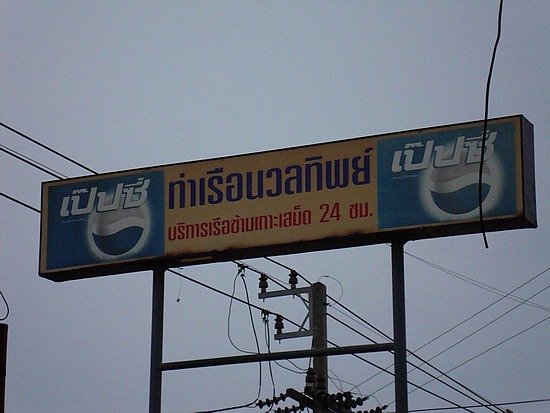 เป๊ปซี่
ท่าเรือนวลทิพย์
บริการเรือข้ามเกาะเสม็ด 24 ชม.
เป๊ปซี่